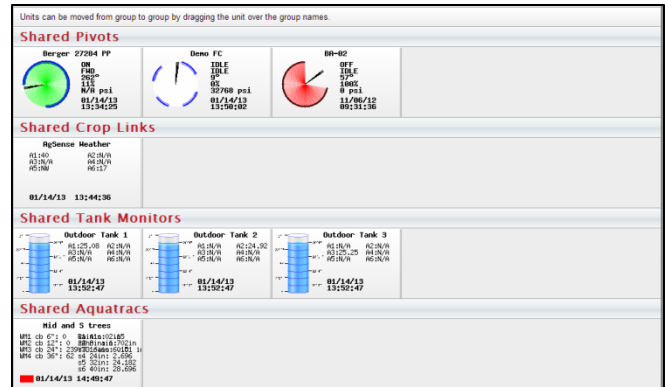 Units can be moved from group to group by dragging the unit over the group names.
Shared Pivots
Berger 27284 PP
ON
FWD
262°
11%
N/A psi
01/14/13
13:34:25
Demo FC
IDLE
IDLE
9°
0%
32768 psi
01/14/13
13:50:02
BA-02
OFF
IDLE
57°
100%
0 psi
11/06/12
09:31:36
Shared Crop Links
AgSense Weather
A1:40 A2:N/A
A3:N/A A4:N/A
A5:NW A6:17
01/14/13 13:44:36
Shared Tank Monitors
Outdoor Tank 1
A1:25.08 A2:N/A
A3:N/A A4:N/A
A5:N/A A6:N/A
01/14/13
13:52:47
Outdoor Tank 2
A1:N/A A2:24.92
A3:N/A A4:N/A
A5:N/A A6:N/A
01/14/13
13:52:47
Outdoor Tank 3
A1:N/A A2:N/A
A3:25.25 A4:N/A
A5:N/A A6:N/A
01/14/13
13:52:47
Shared Aquatracs
Mid and S trees
WM1 cb 6": 0
WM2 cb 12": 0
WM3 cb 24": 239
WM4 cb 36": 62 s4 24in: 2.696
s5 32in: 24.182
s6 40in: 28.696
01/14/13 14:49:47